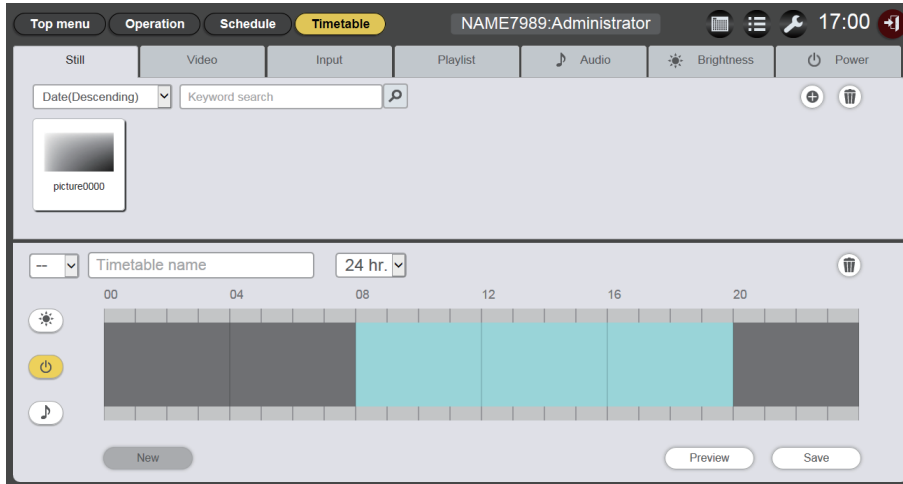 Top menu Operation Schedule Timetable NAME7989:Administrator 17:00
Still Video Input Playlist Audio Brightness Power
Date(Descending) Keyword search
picture0000
-- Timetable name 24 hr.
00 04 08 12 16 20
New Preview Save